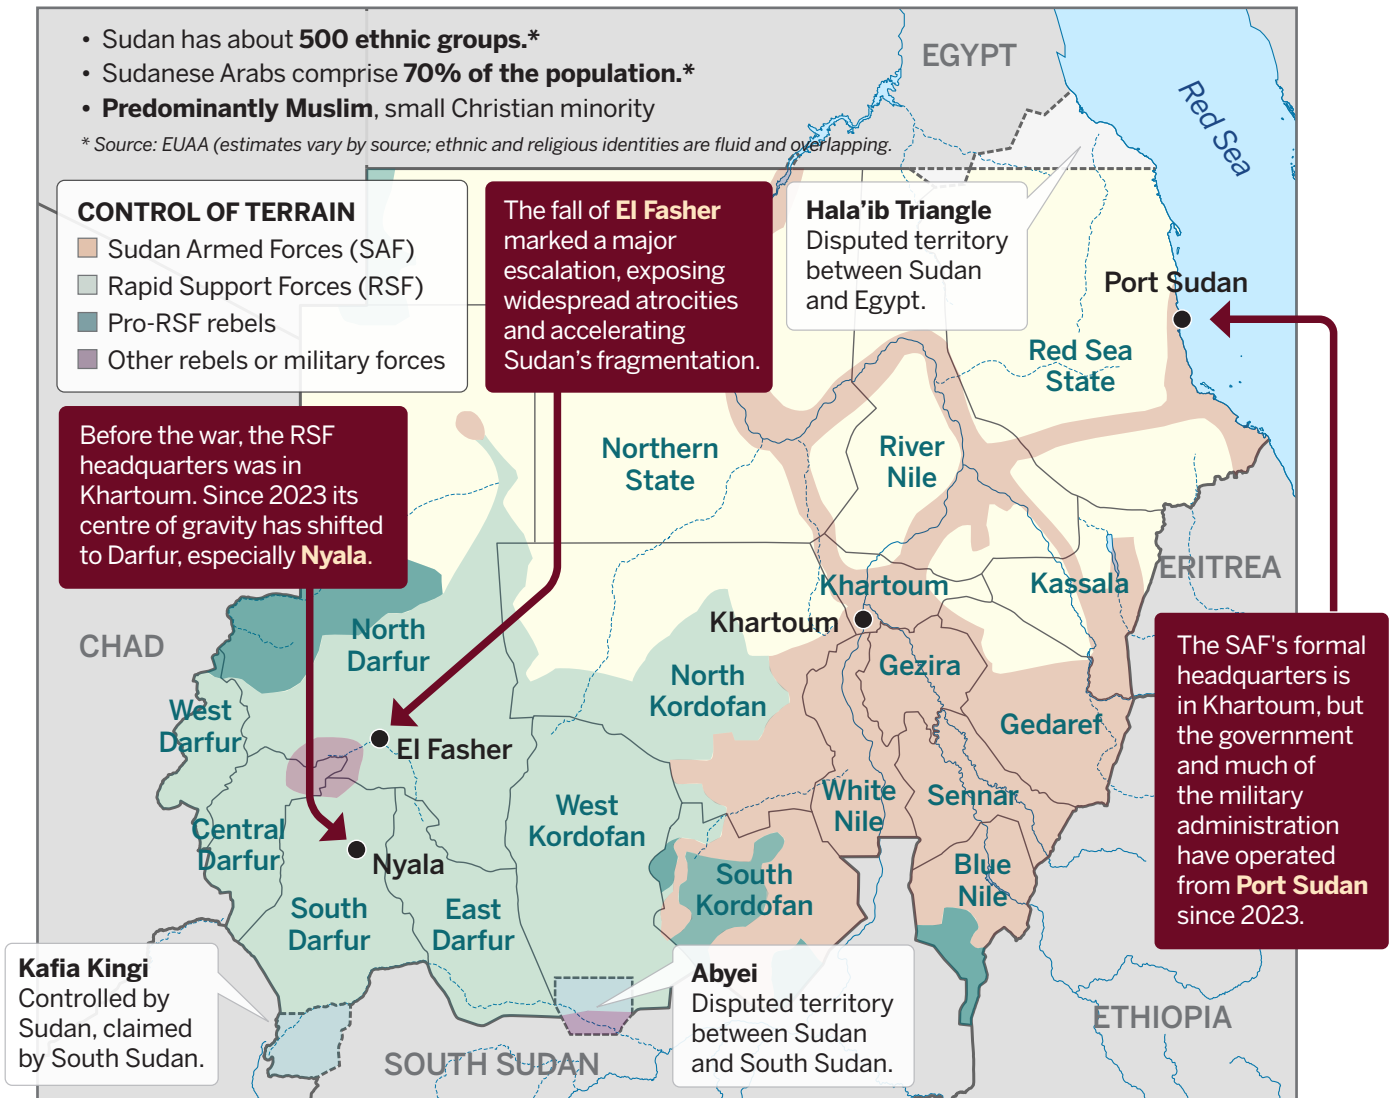 • Sudan has about 500 ethnic groups.*
• Sudanese Arabs comprise 70% of the population.*
• Predominantly Muslim, small Christian minority
* Source: EUAA (estimates vary by source; ethnic and religious identities are fluid and overlapping.
EGYPT
Red Sea
CONTROL OF TERRAIN
Sudan Armed Forces (SAF)
Rapid Support Forces (RSF)
Pro-RSF rebels
Other rebels or military forces
The fall of El Fasher
marked a major
escalation, exposing
widespread atrocities
and accelerating
Sudan’s fragmentation.
Hala’ib Triangle
Disputed territory
between Sudan
and Egypt.
Port Sudan
Red Sea
State
Before the war, the RSF
headquarters was in
Khartoum. Since 2023 its
centre of gravity has shifted
to Darfur, especially Nyala.
Northern
State
River
Nile
ERITREA
Khartoum
Kassala
Khartoum
CHAD
North
Darfur
North
Kordofan
Gezira
The SAF's formal
headquarters is
in Khartoum, but
the government
and much of
the military
administration
have operated
from Port Sudan
since 2023.
West
Darfur
El Fasher
Gedaref
West
Kordofan
White
Nile
Sennar
Central
Darfur
Nyala
South
Kordofan
Blue
Nile
South
Darfur
East
Darfur
Kafia Kingi
Controlled by
Sudan, claimed
by South Sudan.
Abyei
Disputed territory
between Sudan
and South Sudan.
SOUTH SUDAN
ETHIOPIA